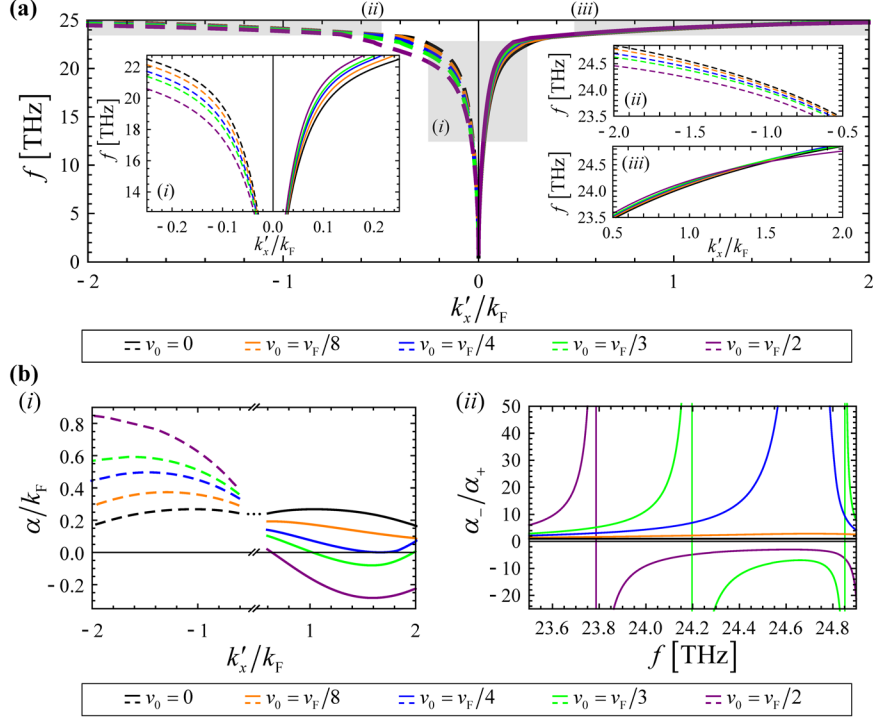 (a)
(ii)
(iii)
25
20
15
10
5
0
f [THz]
(i)
22
20
18
16
14
f [THz]
(i)
- 0.2
- 0.1
0.0
0.1
0.2
k′x/kF
24.5
24.0
23.5
f [THz]
(ii)
- 2.0
- 1.5
- 1.0
- 0.5
24.5
24.0
23.5
f [THz]
(iii)
0.5
1.0
1.5
2.0
k′x/kF
- 2
- 1
0
1
2
k′x/kF
v0 = 0 v0 = vF/8 v0 = vF/4 v0 = vF/3 v0 = vF/2
(b)
(i)
0.8
0.6
0.4
0.2
0.0
- 0.2
α/kF
- 2
- 1
1
2
k′x/kF
(ii)
50
40
30
20
10
0
- 10
- 20
α−/α+
23.6 23.8 24.0 24.2 24.4 24.6 24.8
f [THz]
v0 = 0 v0 = vF/8 v0 = vF/4 v0 = vF/3 v0 = vF/2